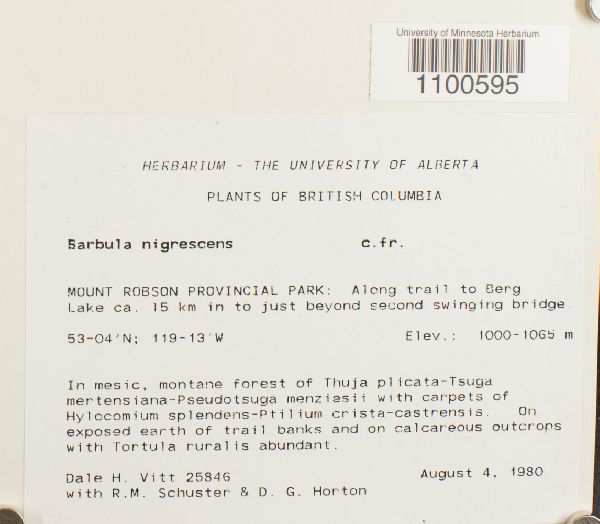 University of Minnesota Herbarium
1100595
HERBARIUM - THE UNIVERSITY OF ALBERTA
PLANTS OF BRITISH COLUMBIA
Barbula nigrescens c.fr.
MOUNT ROBSON PROVINCIAL PARK: Along trail to Berg
Lake ca. 15 km in to just beyond second swinging bridge.
53-04'N; 119-13'W Elev.: 1000-1065 m
In mesic, montane forest of Thuja plicata-Tsuga
mertensiana-Pseudotsuga menziasii with carpets of
Hylocomium splendens-Ptilium crista-castrensis. On
exposed earth of trail banks and on calcareous outcrops
with Tortula ruralis abundant.
Dale H. Vitt 25846 August 4, 1980
with R.M. Schuster & D. G. Horton